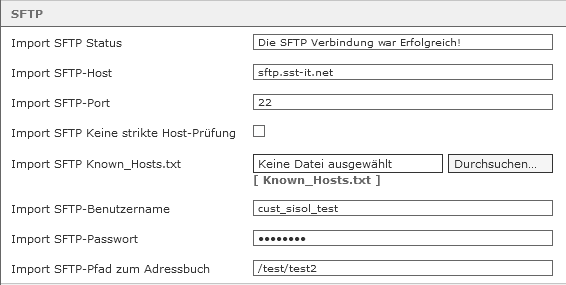 SFTP
Import SFTP Status Die SFTP Verbindung war Erfolgreich!
Import SFTP-Host sftp.sst-it.net
Import SFTP-Port 22
Import SFTP Keine strikte Host-Prüfung
Import SFTP Known_Hosts.txt Keine Datei ausgewählt Durchsuchen...
[ Known_Hosts.txt ]
Import SFTP-Benutzername cust_sisol_test
Import SFTP-Passwort ••••••••
Import SFTP-Pfad zum Adressbuch /test/test2